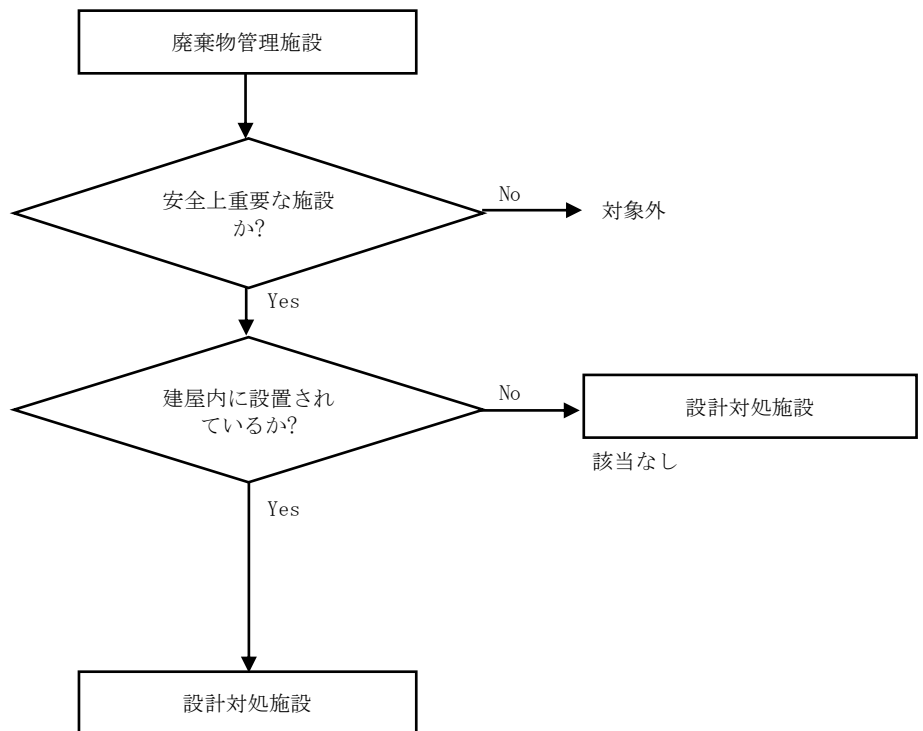 廃棄物管理施設
安全上重要な施設
か?
No
対象外
Yes
建屋内に設置され
ているか?
No
設計対処施設
該当なし
Yes
設計対処施設